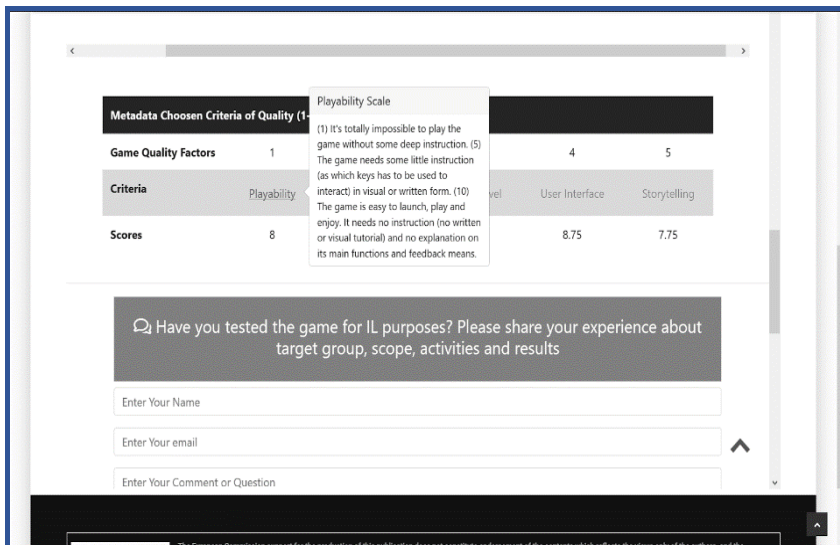 Metadata Choosen Criteria of Quality (1-
Playability Scale
(1) It's totally impossible to play the
game without some deep instruction. (5)
The game needs some little instruction
(as which keys has to be used to
interact) in visual or written form. (10)
The game is easy to launch, play and
enjoy. It needs no instruction (no written
or visual tutorial) and no explanation on
its main functions and feedback means.
Game Quality Factors 1 4 5
Criteria Playability vel User Interface Storytelling
Scores 8 8.75 7.75
Have you tested the game for IL purposes? Please share your experience about
target group, scope, activities and results
Enter Your Name
Enter Your email
Enter Your Comment or Question